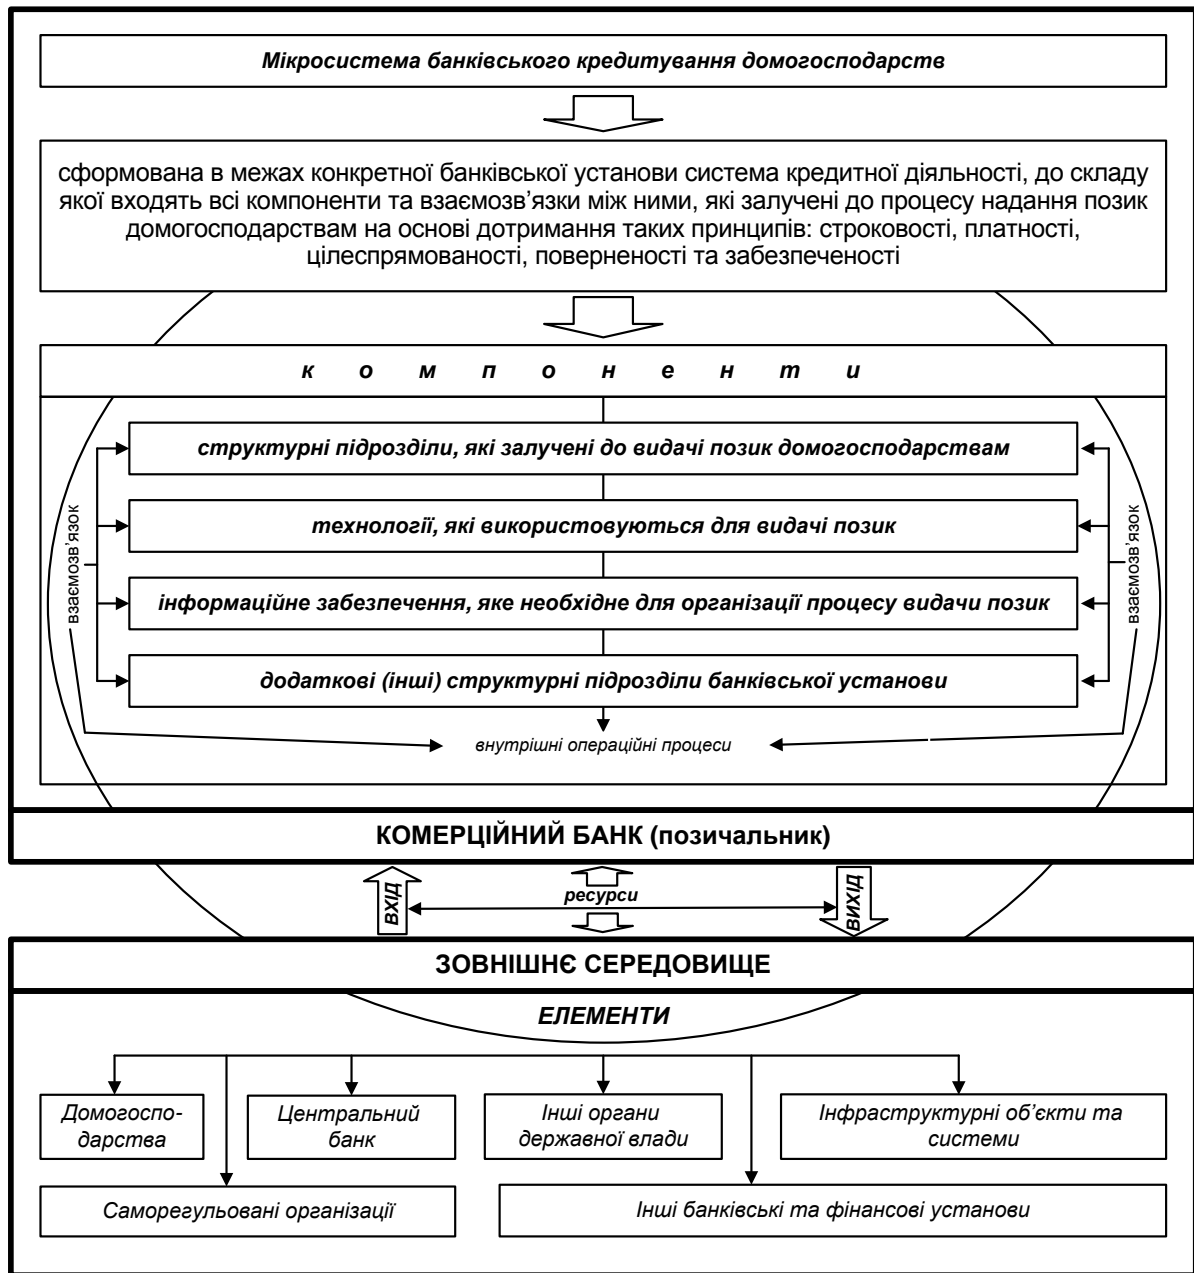 Мікросистема банківського кредитування домогосподарств
сформована в межах конкретної банківської установи система кредитної діяльності, до складу
якої входять всі компоненти та взаємозв’язки між ними, які залучені до процесу надання позик
домогосподарствам на основі дотримання таких принципів: строковості, платності,
цілеспрямованості, поверненості та забезпеченості
к о м п о н е н т и
структурні підрозділи, які залучені до видачі позик домогосподарствам
технології, які використовуються для видачі позик
інформаційне забезпечення, яке необхідне для організації процесу видачи позик
додаткові (інші) структурні підрозділи банківської установи
взаємозв’язок
взаємозв’язок
внутрішні операційні процеси
КОМЕРЦІЙНИЙ БАНК (позичальник)
ВХІД
ресурси
ВИХІД
ЗОВНІШНЄ СЕРЕДОВИЩЕ
ЕЛЕМЕНТИ
Домогоспо-
дарства
Центральний
банк
Інші органи
державної влади
Інфраструктурні об’єкти та
системи
Саморегульовані організації
Інші банківські та фінансові установи